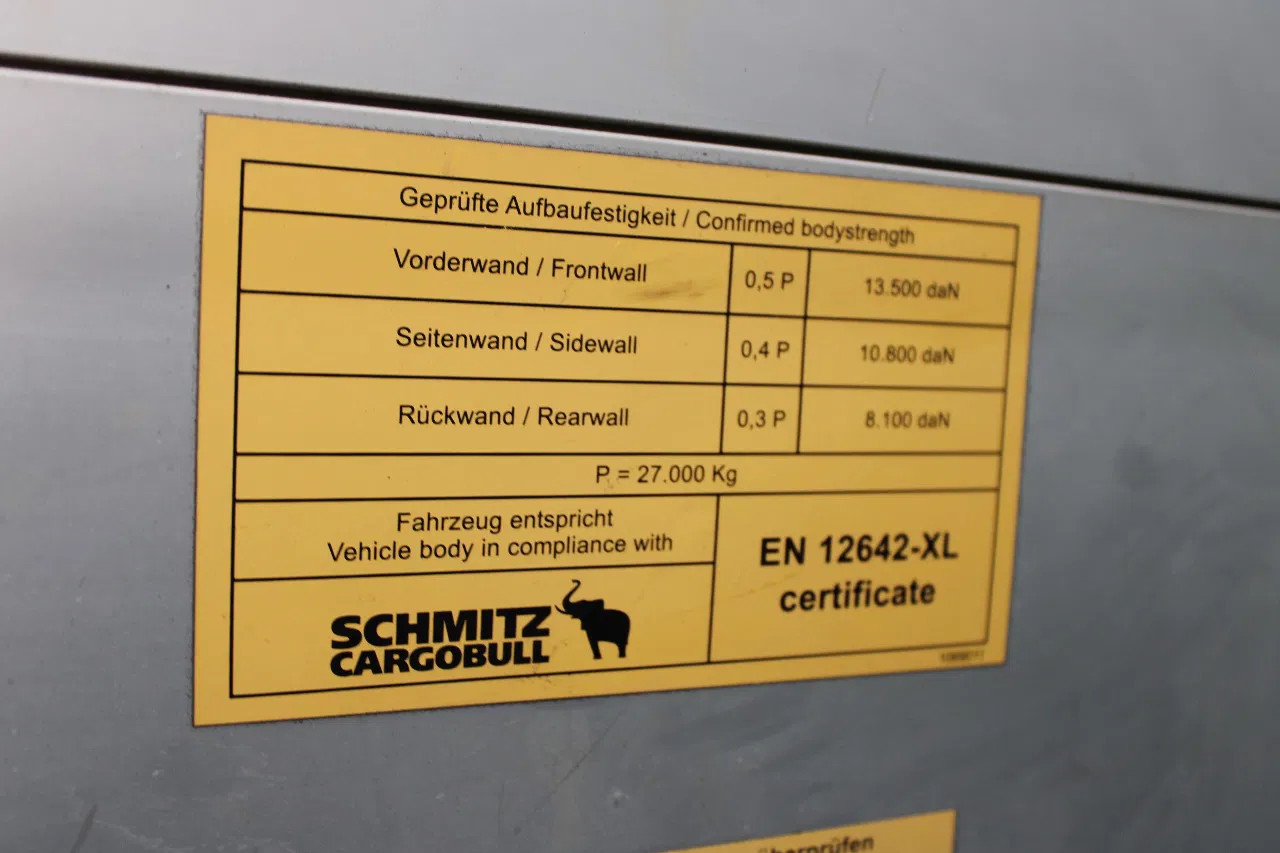 Geprüfte Aufbaufestigkeit / Confirmed bodystrength
Vorderwand / Frontwall 0,5 P 13.500 daN
Seitenwand / Sidewall 0,4 P 10.800 daN
Rückwand / Rearwall 0,3 P 8.100 daN
P = 27.000 Kg
Fahrzeug entspricht
Vehicle body in compliance with
EN 12642-XL
certificate
SCHMITZ
CARGOBULL
überprüfen